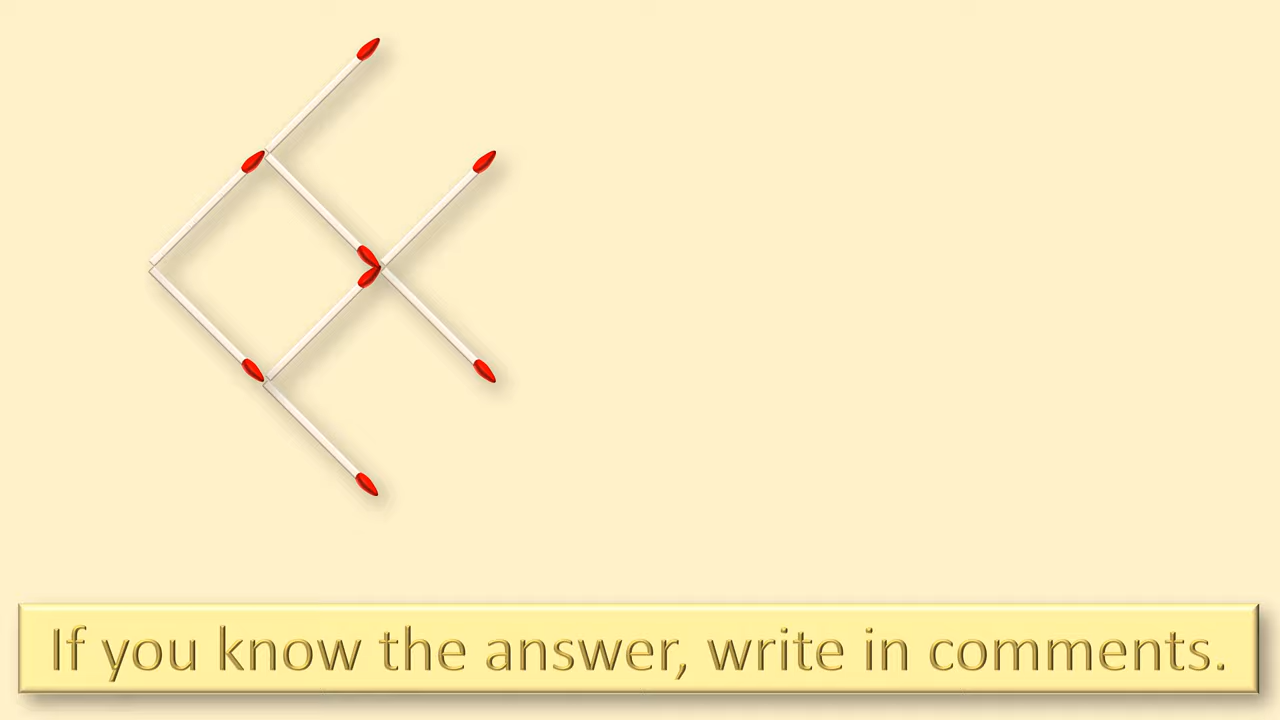 If you know the answer, write in comments.